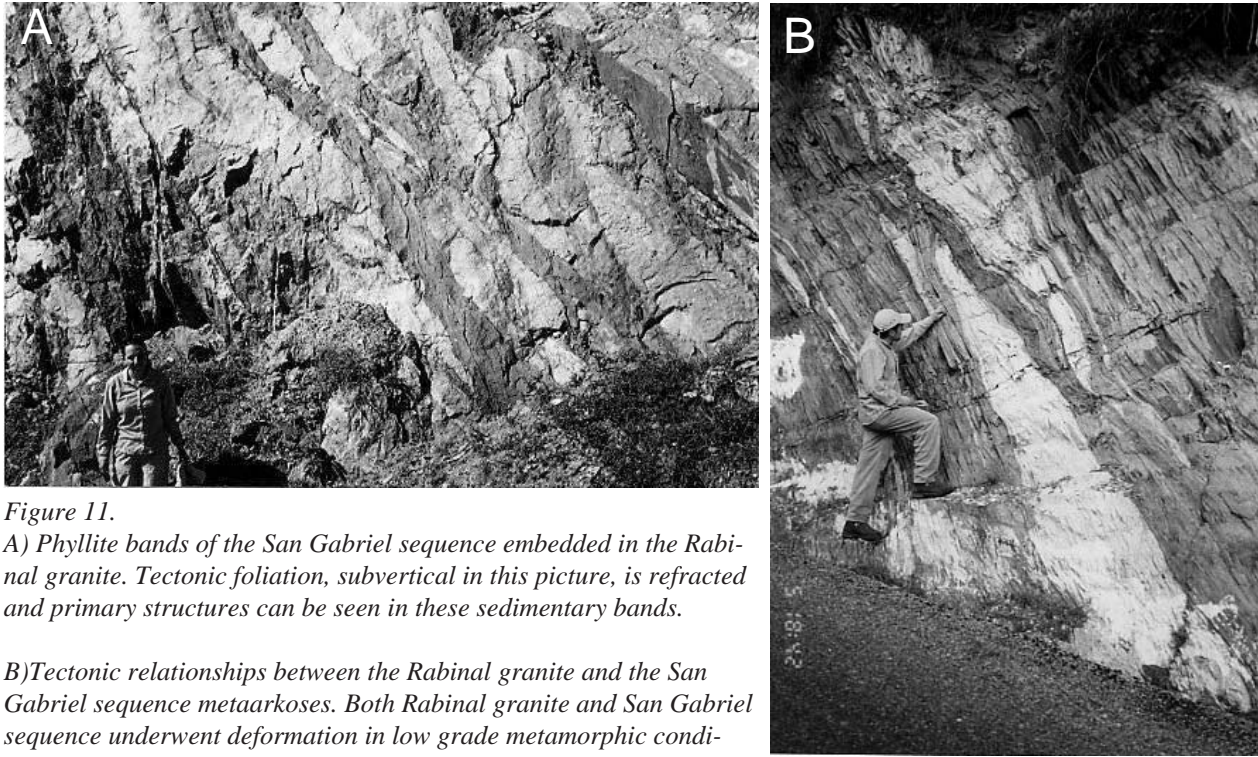 A
B
Figure 11.
A) Phyllite bands of the San Gabriel sequence embedded in the Rabi-
nal granite. Tectonic foliation, subvertical in this picture, is refracted
and primary structures can be seen in these sedimentary bands.
B)Tectonic relationships between the Rabinal granite and the San
Gabriel sequence metaarkoses. Both Rabinal granite and San Gabriel
sequence underwent deformation in low grade metamorphic condi-